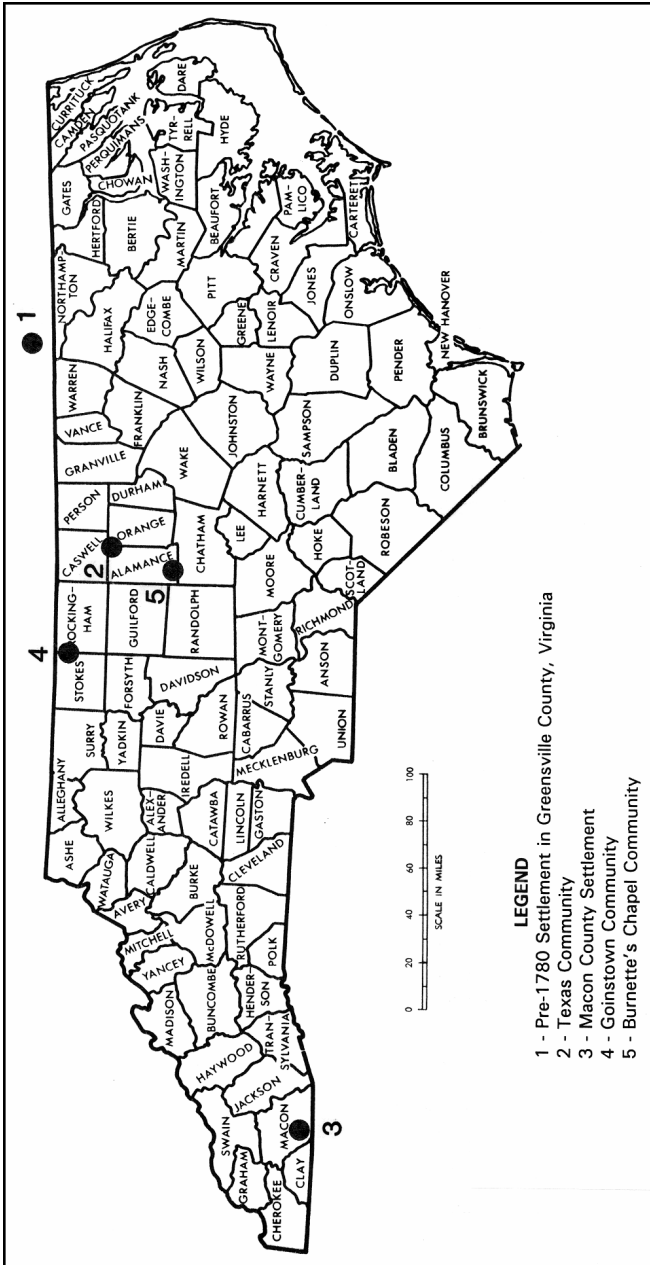 1
4
2
5
3
CURRITUCK
CAMDEN
PASQUOTANK
PERQUIMANS
GATES
CHOWAN
HERTFORD
NORTHAMP
TON
BERTIE
HALIFAX
WARREN
VANCE
GRANVILLE
PERSON
CASWELL
ROCKING-
HAM
STOKES
SURRY
ALLEGHANY
ASHE
WATAUGA
WILKES
YADKIN
FORSYTH
GUILFORD
ALAMANCE
ORANGE
DURHAM
FRANKLIN
NASH
EDGE-
COMBE
MARTIN
WASH-
INGTON
TYR-
RELL
DARE
HYDE
BEAUFORT
PITT
WILSON
WAKE
CHATHAM
RANDOLPH
DAVIDSON
DAVIE
IREDELL
ALEX-
ANDER
CALDWELL
AVERY
MITCHELL
YANCEY
MADISON
BUNCOMBE
McDOWELL
BURKE
CATAWBA
ROWAN
LINCOLN
GASTON
CLEVELAND
RUTHERFORD
POLK
HENDER-
SON
TRAN-
SYLVANIA
HAYWOOD
JACKSON
SWAIN
MACON
GRAHAM
CLAY
CHEROKEE
MECKLENBURG
CABARRUS
STANLY
UNION
ANSON
MONT-
GOMERY
RICHMOND
MOORE
LEE
HARNETT
JOHNSTON
WAYNE
GREENE
LENOIR
CRAVEN
PAM-
LICO
CARTERET
JONES
ONSLOW
DUPLIN
SAMPSON
CUMBER-
LAND
HOKE
SCOT-
LAND
ROBESON
BLADEN
PENDER
NEW HANOVER
COLUMBUS
BRUNSWICK
0 20 40 60 80 100
SCALE IN MILES
LEGEND
1 - Pre-1780 Settlement in Greensville County, Virginia
2 - Texas Community
3 - Macon County Settlement
4 - Goinstown Community
5 - Burnette's Chapel Community